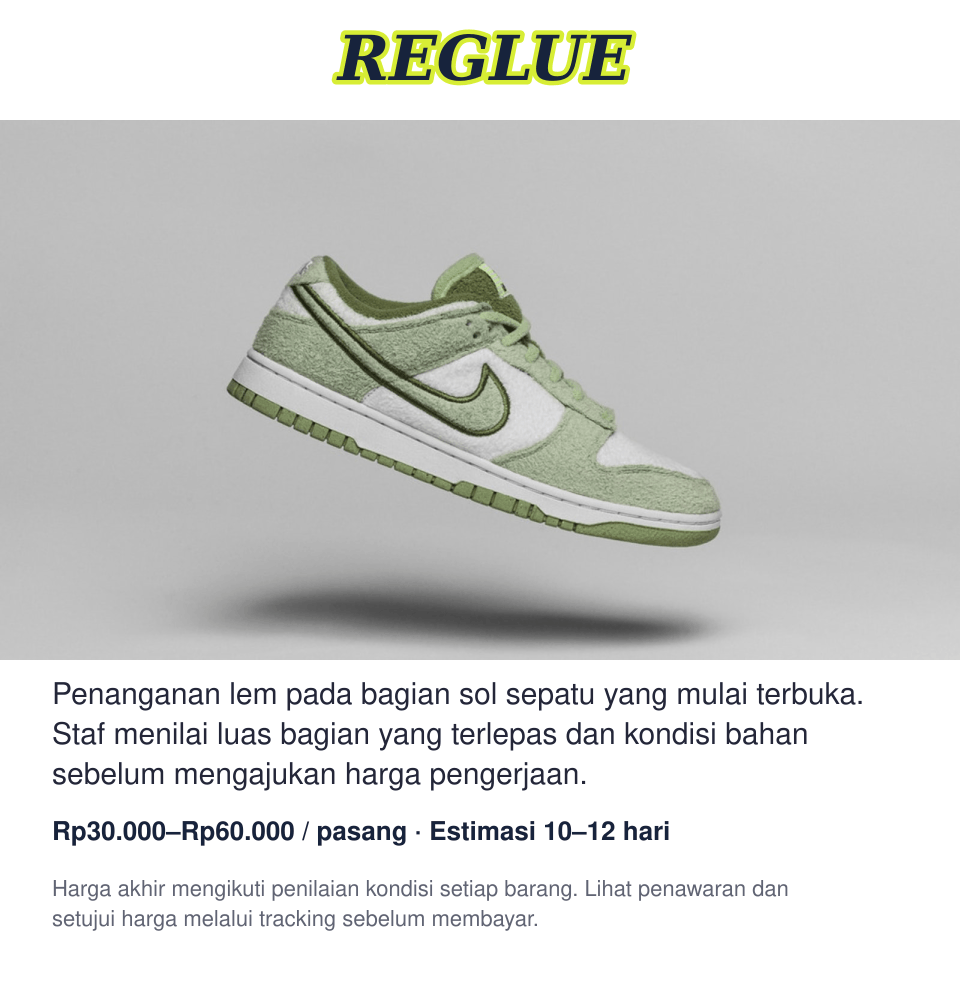 REGLUE
Penanganan lem pada bagian sol sepatu yang mulai terbuka.
Staf menilai luas bagian yang terlepas dan kondisi bahan
sebelum mengajukan harga pengerjaan.
Rp30.000–Rp60.000 / pasang · Estimasi 10–12 hari
Harga akhir mengikuti penilaian kondisi setiap barang. Lihat penawaran dan
setujui harga melalui tracking sebelum membayar.